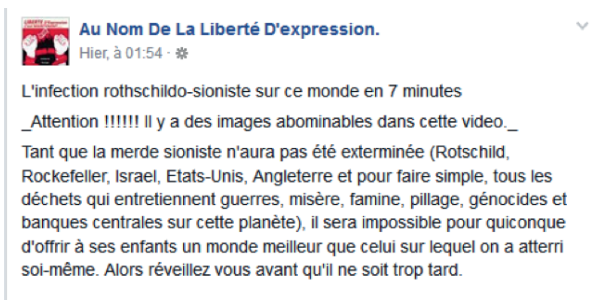 Au Nom De La Liberté D'expression.
Hier, à 01:54 ·
L'infection rothschildo-sioniste sur ce monde en 7 minutes
_Attention !!!!!! Il y a des images abominables dans cette video._
Tant que la merde sioniste n'aura pas été exterminée (Rotschild,
Rockefeller, Israel, Etats-Unis, Angleterre et pour faire simple, tous les
déchets qui entretiennent guerres, misère, famine, pillage, génocides et
banques centrales sur cette planète), il sera impossible pour quiconque
d'offrir à ses enfants un monde meilleur que celui sur lequel on a atterri
soi-même. Alors réveillez vous avant qu'il ne soit trop tard.